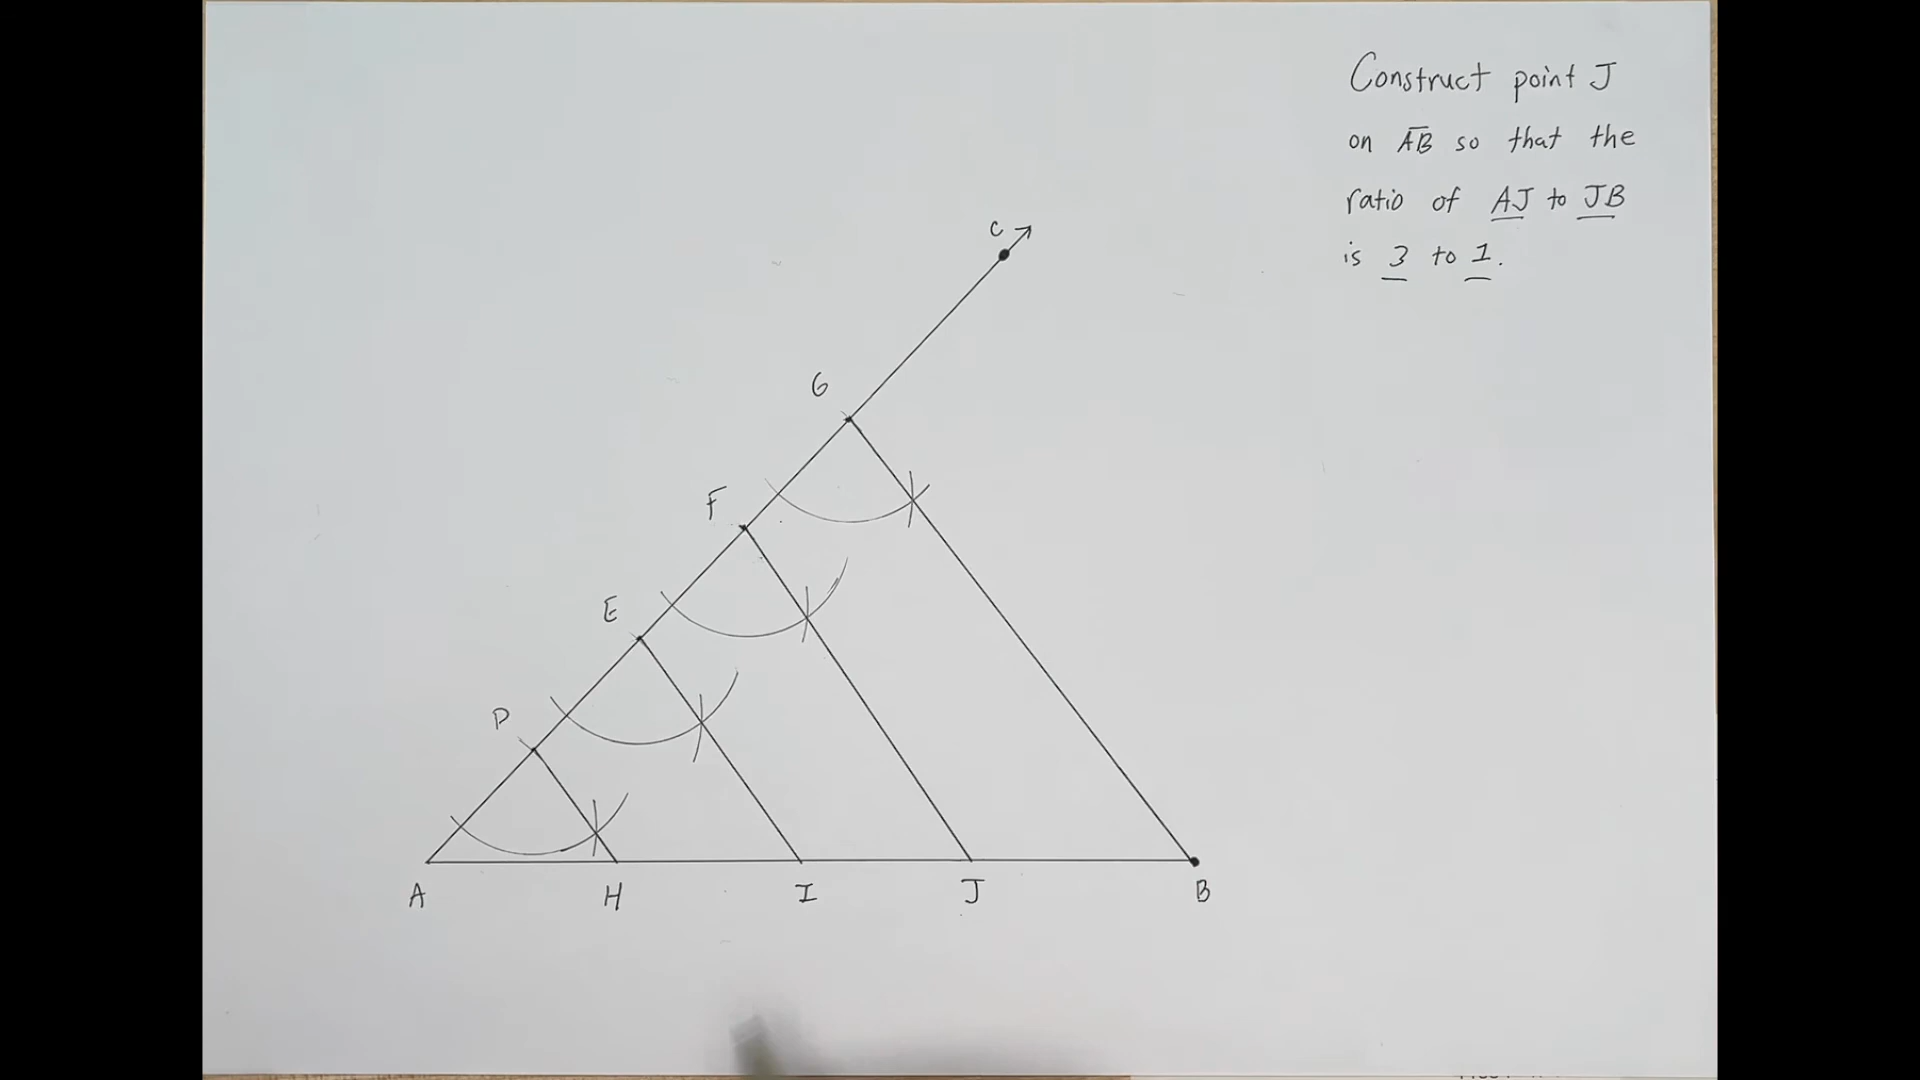 Construct point J
on AB so that the
ratio of AJ to JB
is 3 to 1.
C
G
F
E
D
A H I J B